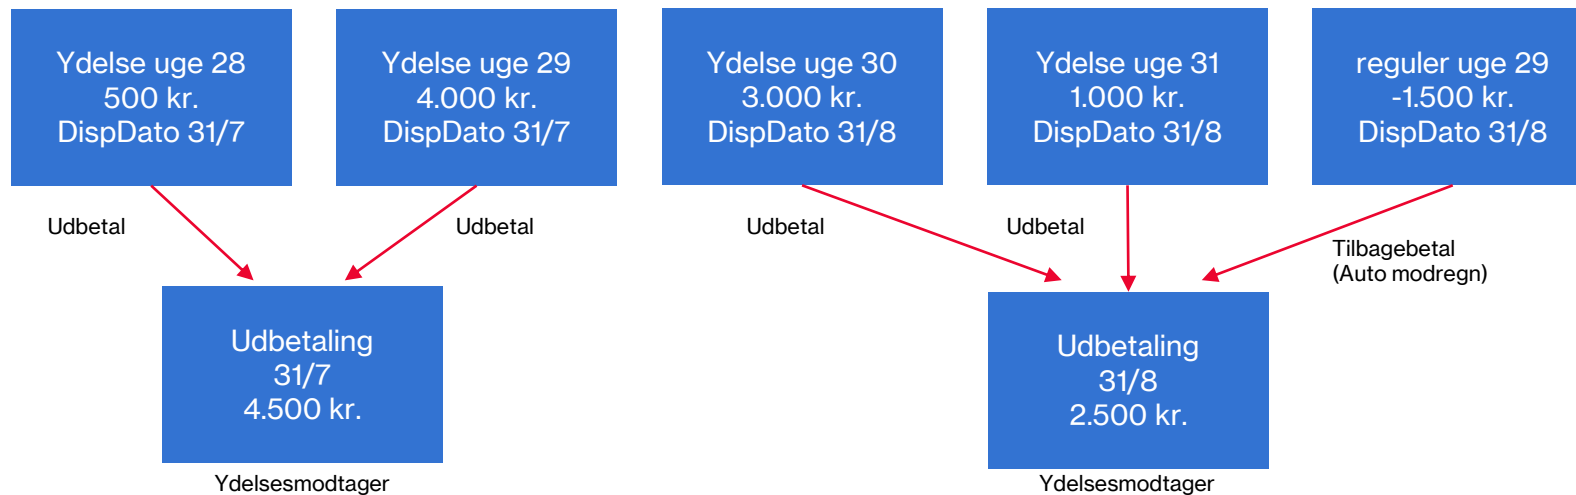 Ydelse uge 28
500 kr.
DispDato 31/7
Ydelse uge 29
4.000 kr.
DispDato 31/7
Ydelse uge 30
3.000 kr.
DispDato 31/8
Ydelse uge 31
1.000 kr.
DispDato 31/8
reguler uge 29
-1.500 kr.
DispDato 31/8
Udbetal
Udbetal
Udbetal
Udbetal
Tilbagebetal
(Auto modregn)
Udbetaling
31/7
4.500 kr.
Udbetaling
31/8
2.500 kr.
Ydelsesmodtager
Ydelsesmodtager